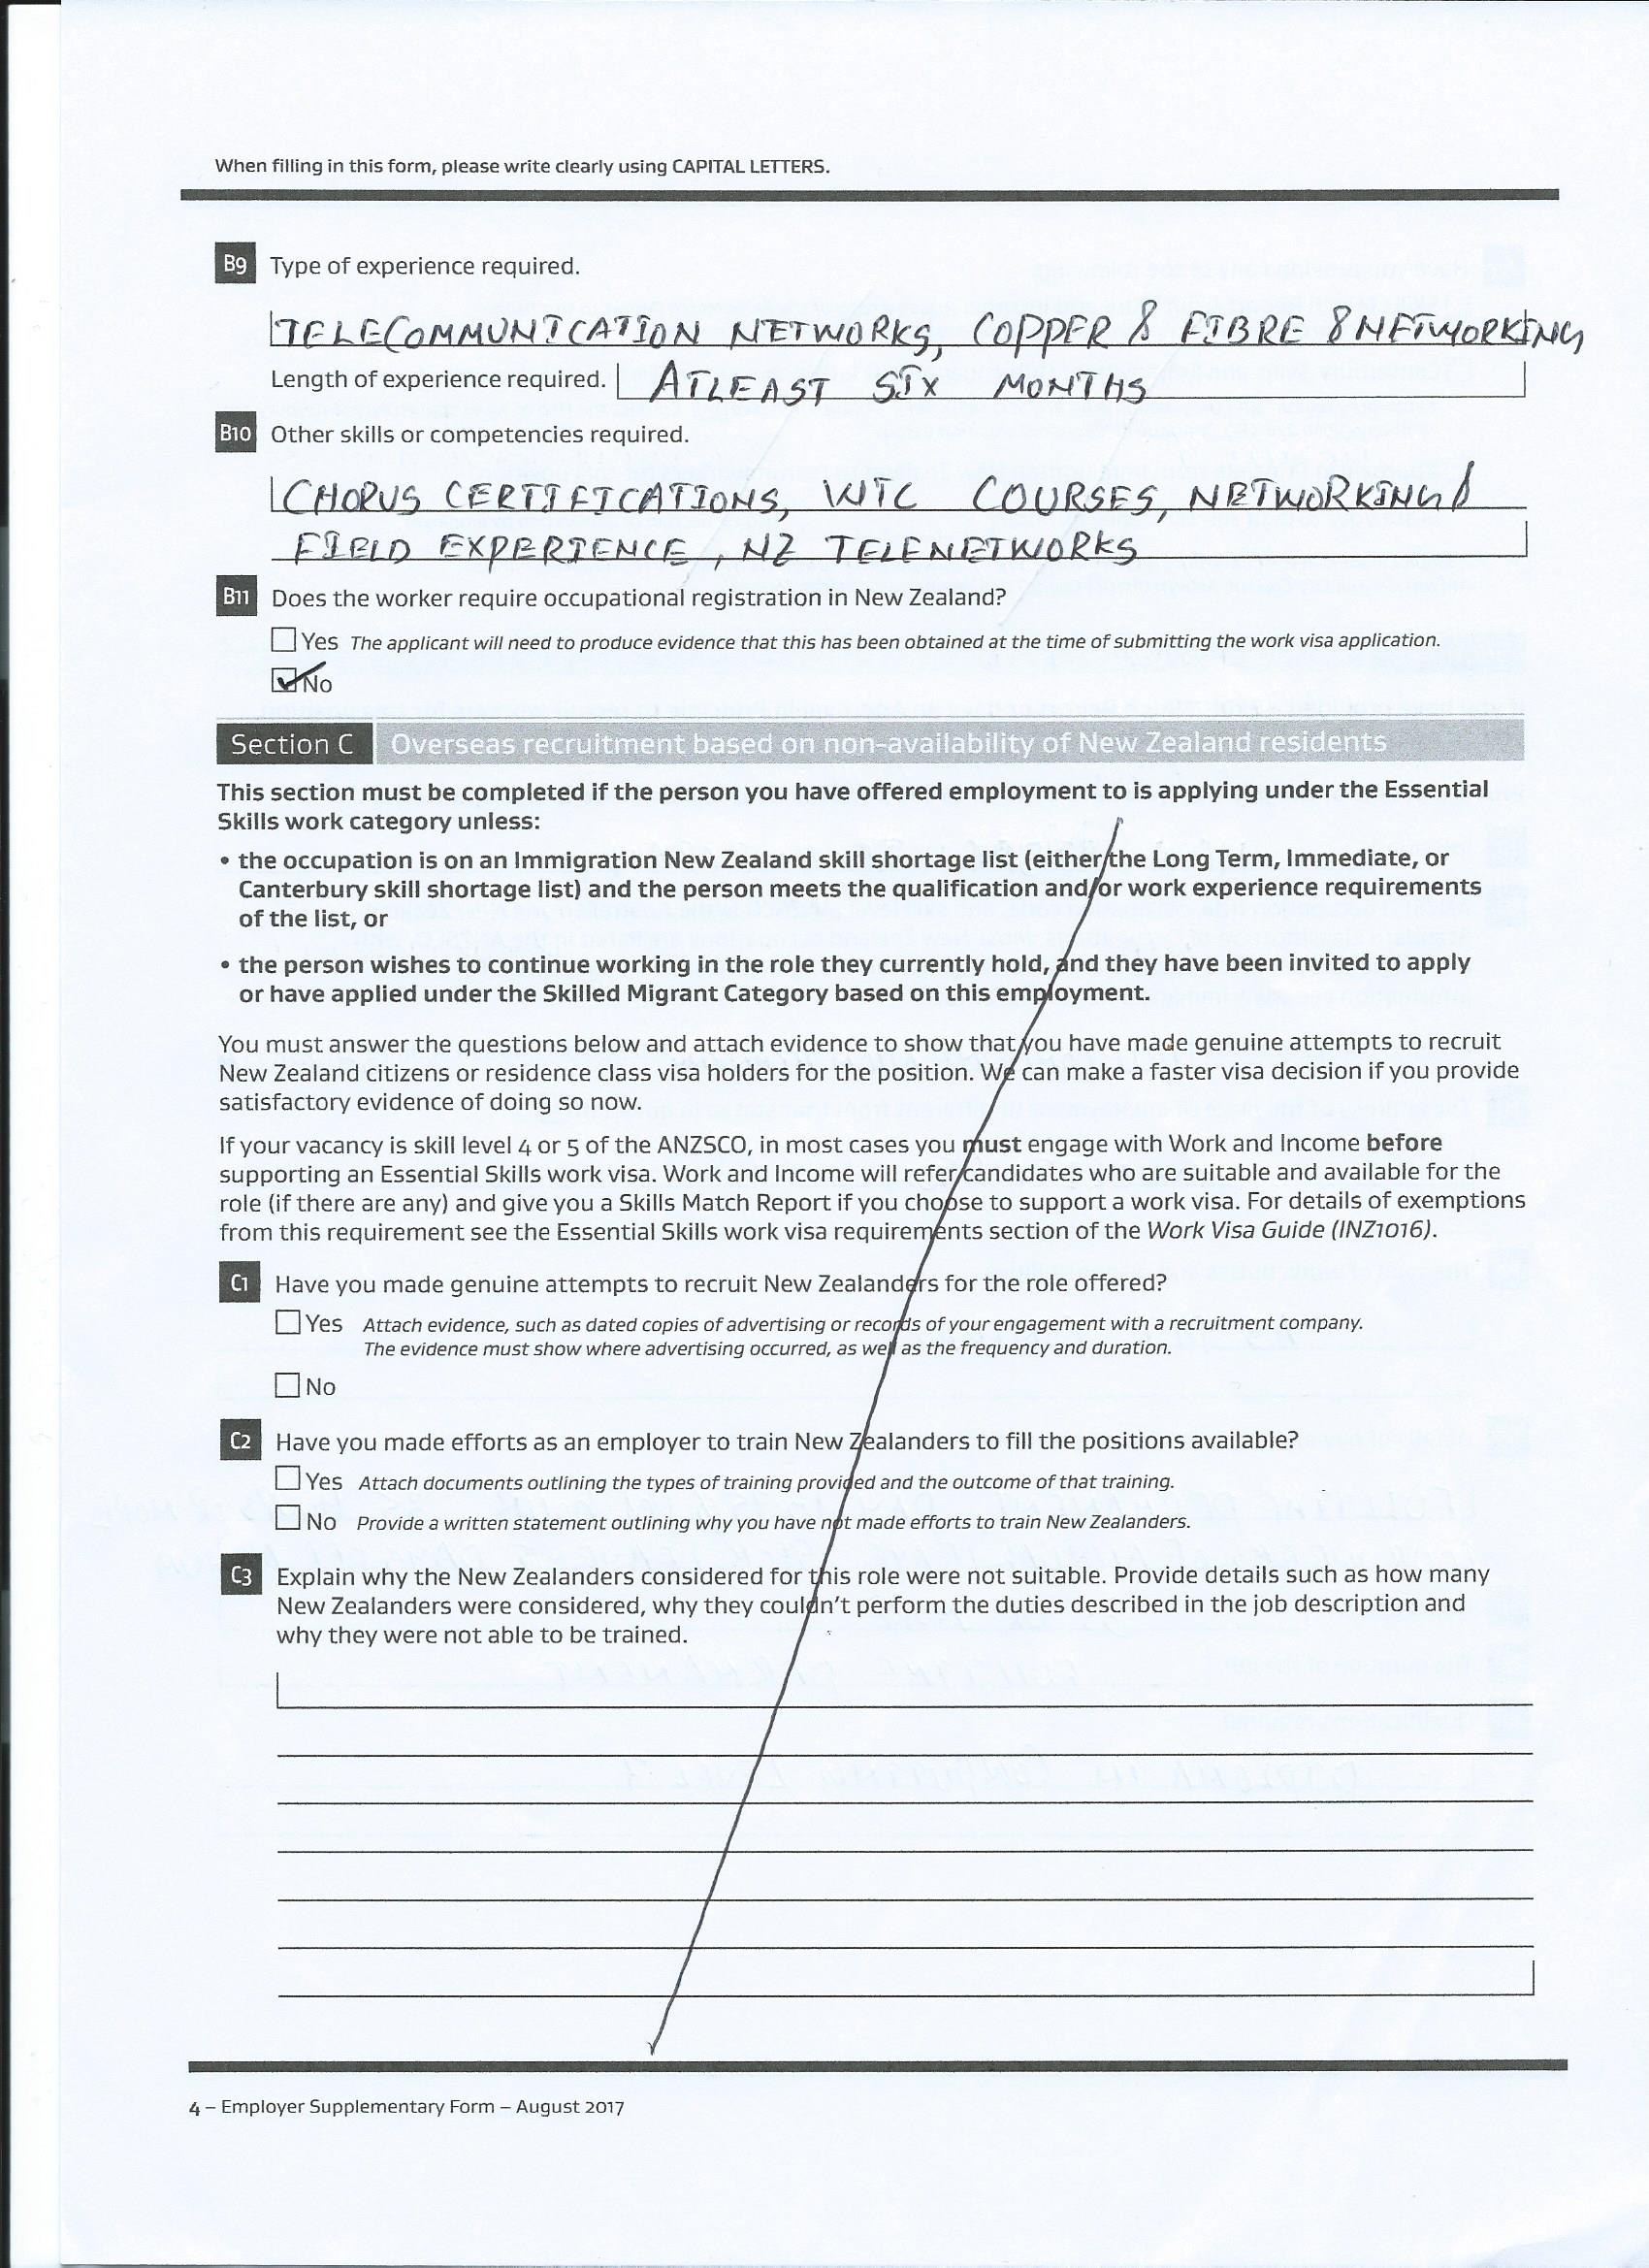 When filling in this form, please write clearly using CAPITAL LETTERS.
B9 Type of experience required.
TELECOMMUNICATION NETWORKS, COPPER & FIBRE & NETWORKING
Length of experience required. ATLEAST SIX MONTHS
B10 Other skills or competencies required.
CHORUS CERTIFICATIONS, WTC COURSES, NETWORKING &
FIELD EXPERIENCE, NZ TELENETWORKS
B11 Does the worker require occupational registration in New Zealand?
Yes The applicant will need to produce evidence that this has been obtained at the time of submitting the work visa application.
No
Section C Overseas recruitment based on non-availability of New Zealand residents
This section must be completed if the person you have offered employment to is applying under the Essential
Skills work category unless:
• the occupation is on an Immigration New Zealand skill shortage list (either the Long Term, Immediate, or
Canterbury skill shortage list) and the person meets the qualification and/or work experience requirements
of the list, or
• the person wishes to continue working in the role they currently hold, and they have been invited to apply
or have applied under the Skilled Migrant Category based on this employment.
You must answer the questions below and attach evidence to show that you have made genuine attempts to recruit
New Zealand citizens or residence class visa holders for the position. We can make a faster visa decision if you provide
satisfactory evidence of doing so now.
If your vacancy is skill level 4 or 5 of the ANZSCO, in most cases you must engage with Work and Income before
supporting an Essential Skills work visa. Work and Income will refer candidates who are suitable and available for the
role (if there are any) and give you a Skills Match Report if you choose to support a work visa. For details of exemptions
from this requirement see the Essential Skills work visa requirements section of the Work Visa Guide (INZ1016).
C1 Have you made genuine attempts to recruit New Zealanders for the role offered?
Yes Attach evidence, such as dated copies of advertising or records of your engagement with a recruitment company.
The evidence must show where advertising occurred, as well as the frequency and duration.
No
C2 Have you made efforts as an employer to train New Zealanders to fill the positions available?
Yes Attach documents outlining the types of training provided and the outcome of that training.
No Provide a written statement outlining why you have not made efforts to train New Zealanders.
C3 Explain why the New Zealanders considered for this role were not suitable. Provide details such as how many
New Zealanders were considered, why they couldn't perform the duties described in the job description and
why they were not able to be trained.
4 – Employer Supplementary Form – August 2017